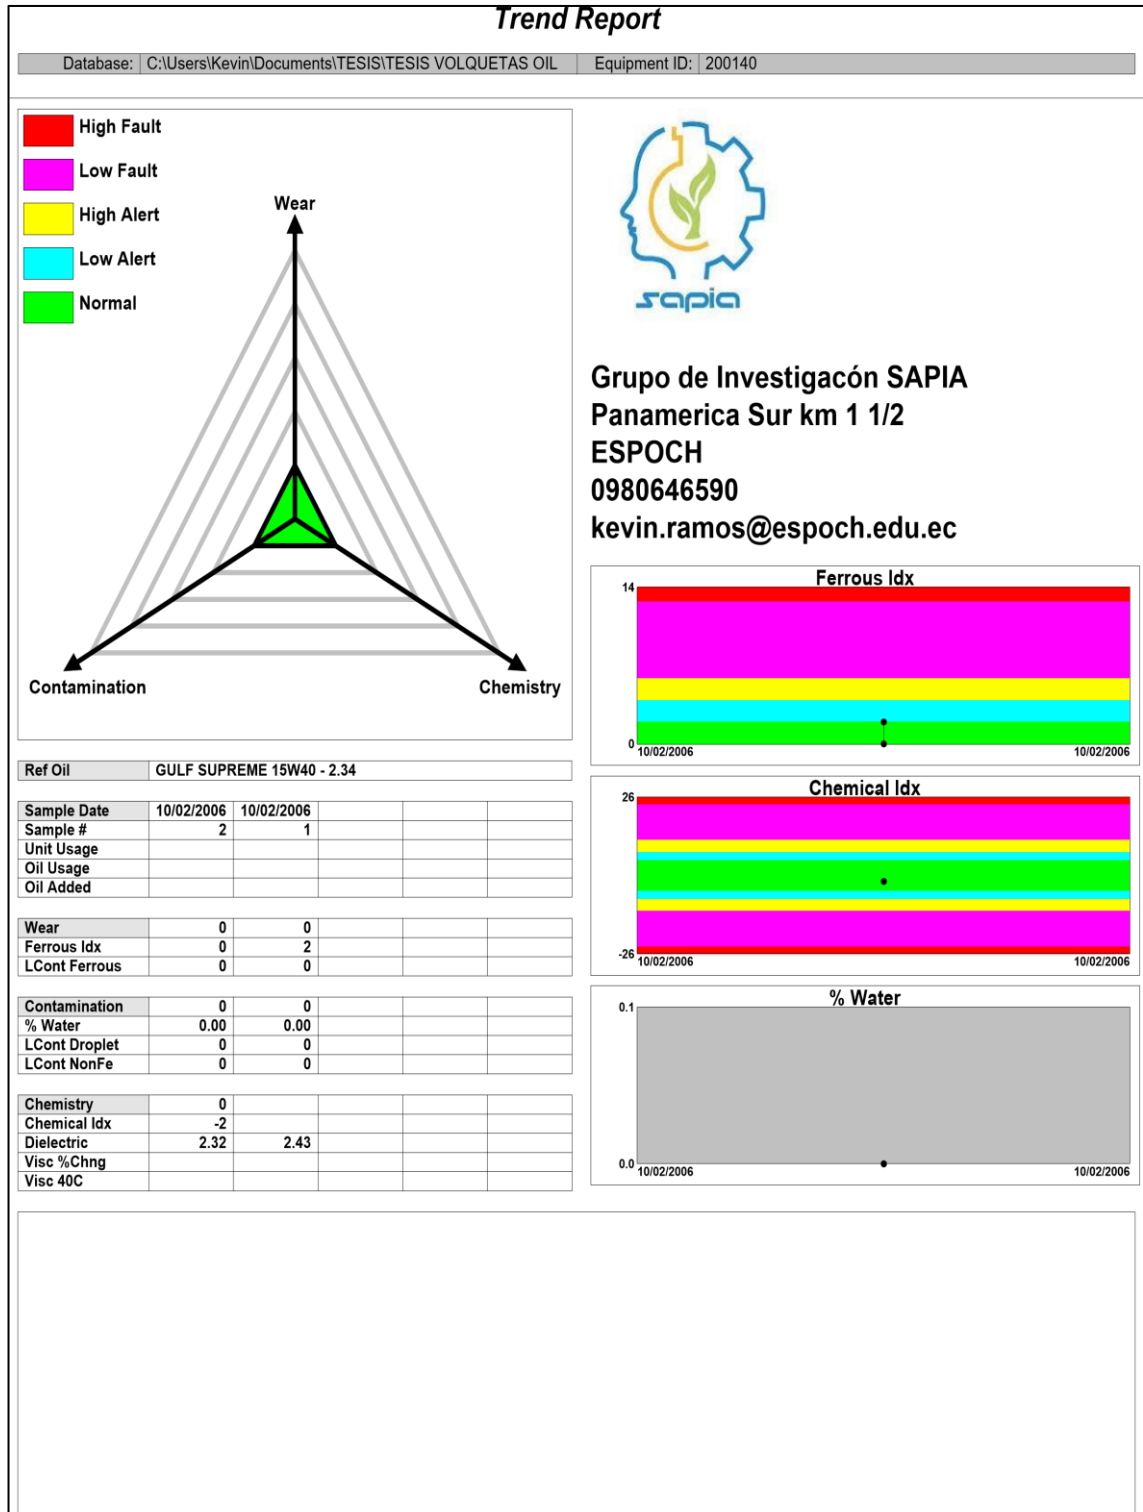 Trend Report
Database: C:\Users\Kevin\Documents\TESIS\TESIS VOLQUETAS OIL Equipment ID: 200140
High Fault
Low Fault
High Alert
Low Alert
Normal
Wear
Contamination
Chemistry
sapia
Grupo de Investigacón SAPIA
Panamerica Sur km 1 1/2
ESPOCH
0980646590
kevin.ramos@espoch.edu.ec
Ferrous Idx
14
0
10/02/2006 10/02/2006
Chemical Idx
26
-26
10/02/2006 10/02/2006
% Water
0.1
0.0
10/02/2006 10/02/2006
Ref Oil GULF SUPREME 15W40 - 2.34
Sample Date 10/02/2006 10/02/2006
Sample # 2 1
Unit Usage
Oil Usage
Oil Added
Wear 0 0
Ferrous Idx 0 2
LCont Ferrous 0 0
Contamination 0 0
% Water 0.00 0.00
LCont Droplet 0 0
LCont NonFe 0 0
Chemistry 0
Chemical Idx -2
Dielectric 2.32 2.43
Visc %Chng
Visc 40C